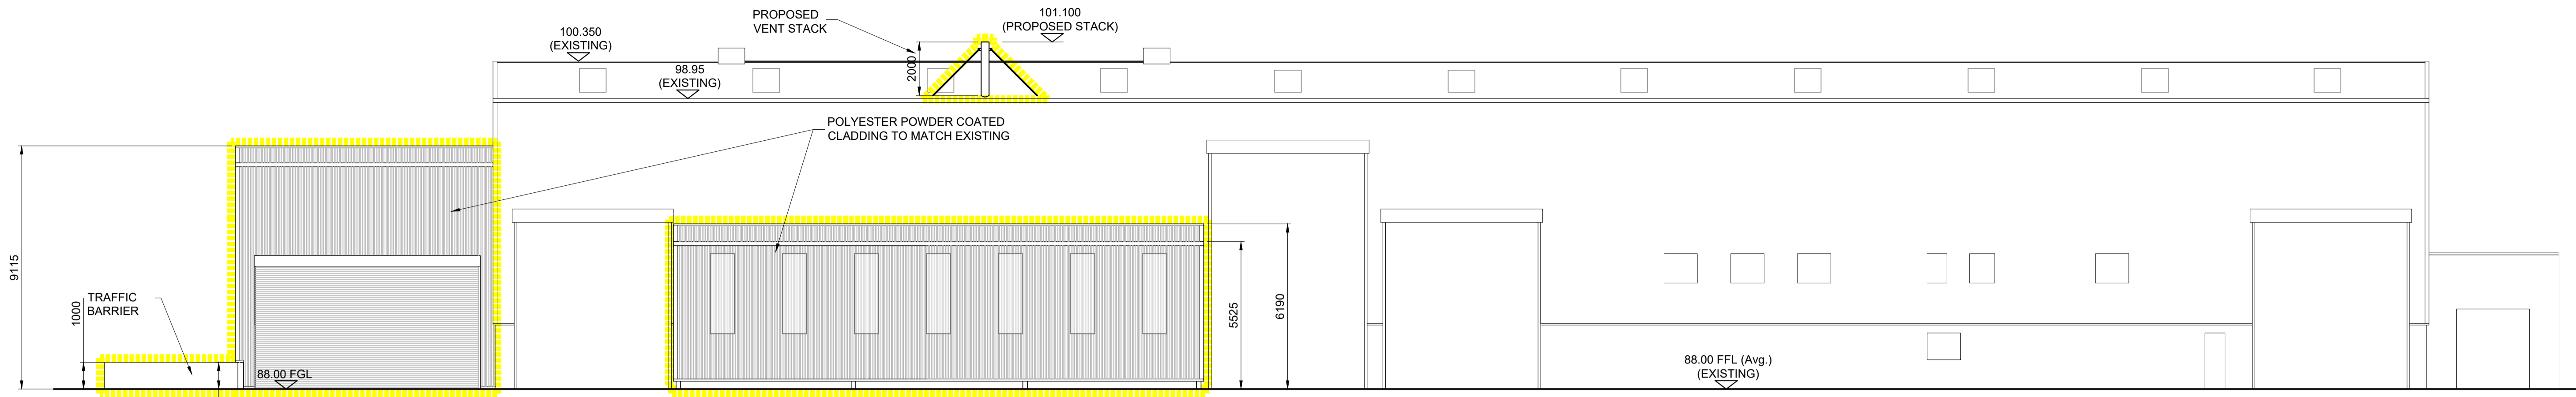 PROPOSED
VENT STACK
101.100
(PROPOSED STACK)
100.350
(EXISTING)
98.95
(EXISTING)
2000
POLYESTER POWDER COATED
CLADDING TO MATCH EXISTING
9115
TRAFFIC
BARRIER
1000
88.00 FGL
5525
6190
88.00 FFL (Avg.)
(EXISTING)